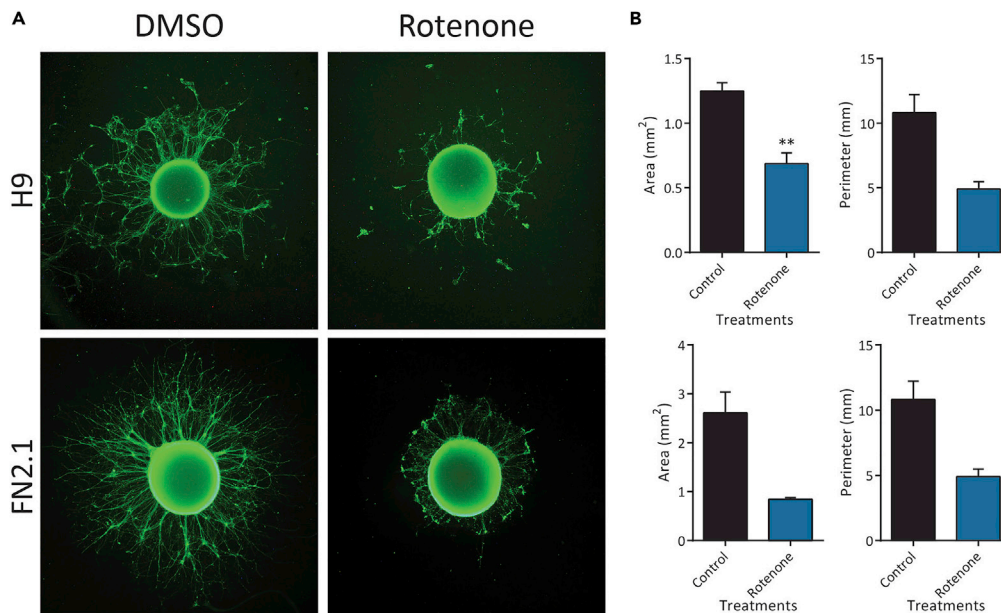 A
DMSO
Rotenone
H9
FN2.1
B
Area (mm²)
1.5
1.0
0.5
0.0
**
Control
Rotenone
Treatments
Perimeter (mm)
15
10
5
0
Control
Rotenone
Treatments
Area (mm²)
4
3
2
1
0
Control
Rotenone
Treatments
Perimeter (mm)
15
10
5
0
Control
Rotenone
Treatments